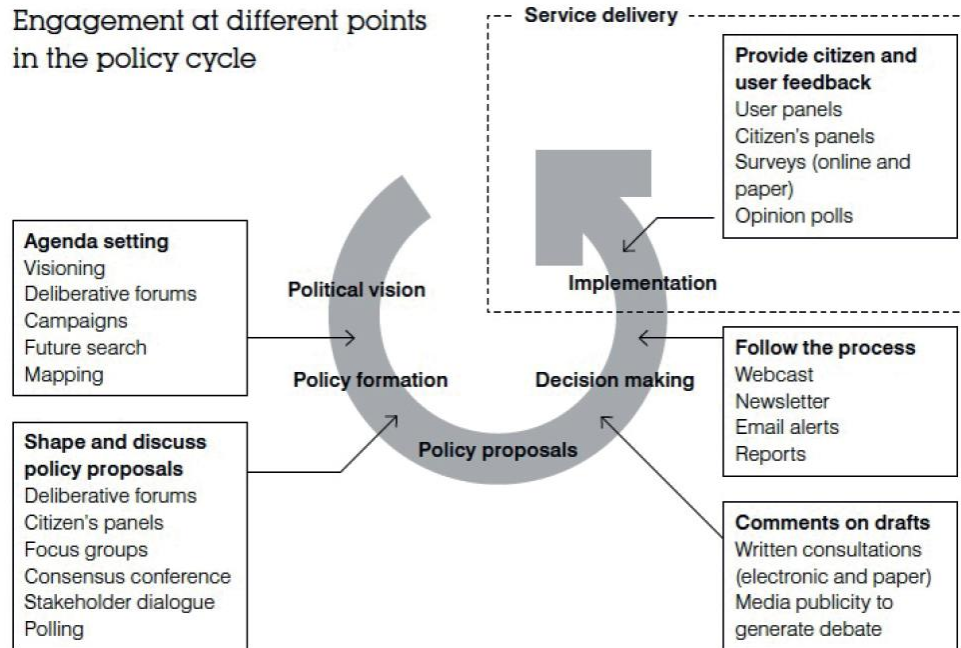 Engagement at different points
in the policy cycle
Service delivery
Provide citizen and
user feedback
User panels
Citizen's panels
Surveys (online and
paper)
Opinion polls
Agenda setting
Visioning
Deliberative forums
Campaigns
Future search
Mapping
Political vision
Implementation
Policy formation
Decision making
Policy proposals
Follow the process
Webcast
Newsletter
Email alerts
Reports
Shape and discuss
policy proposals
Deliberative forums
Citizen's panels
Focus groups
Consensus conference
Stakeholder dialogue
Polling
Comments on drafts
Written consultations
(electronic and paper)
Media publicity to
generate debate